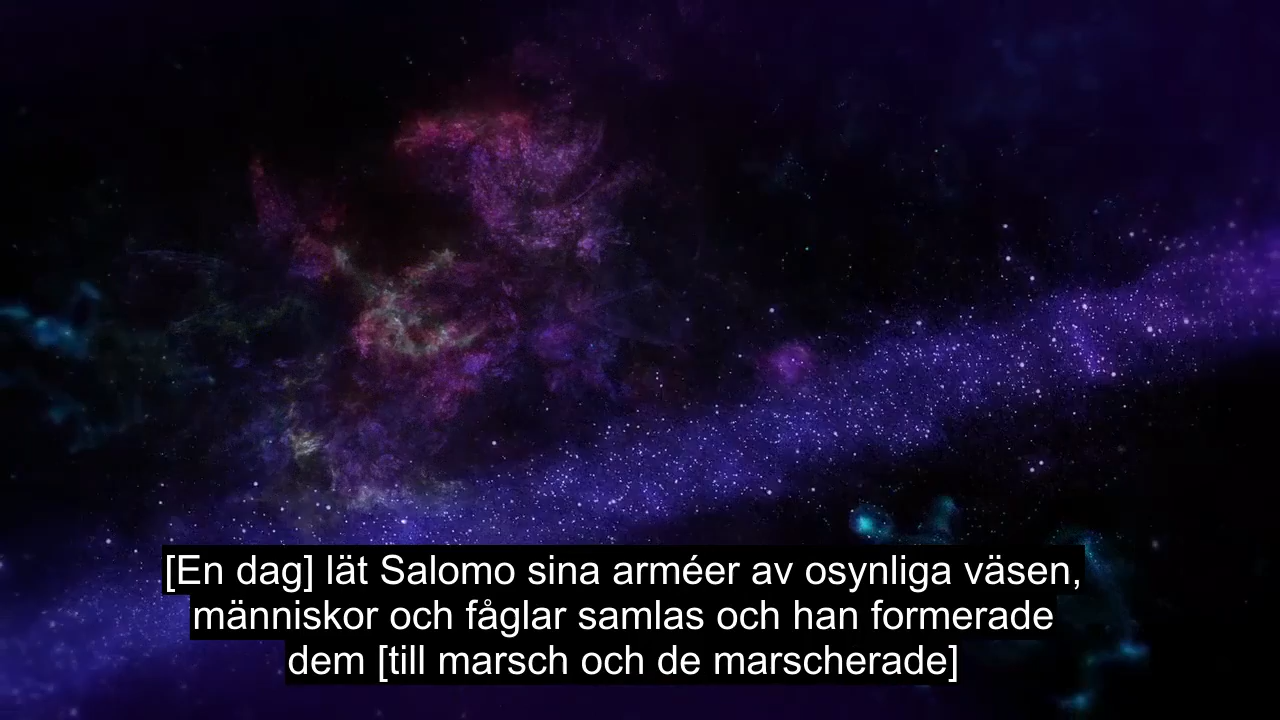 [En dag] lät Salomo sina arméer av osynliga väsen,
människor och fåglar samlas och han formerade
dem [till marsch och de marscherade]